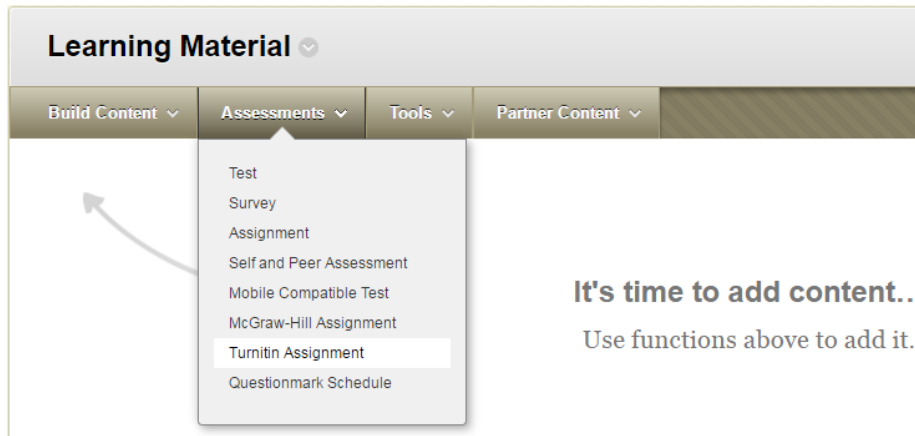 Learning Material
Build Content Assessments Tools Partner Content
Test
Survey
Assignment
Self and Peer Assessment
Mobile Compatible Test
McGraw-Hill Assignment
Turnitin Assignment
Questionmark Schedule
It's time to add content..
Use functions above to add it.